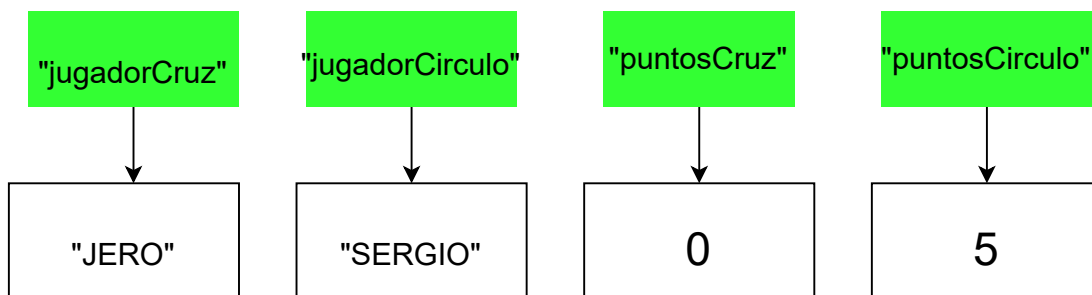 "jugadorCruz"
"jugadorCirculo"
"puntosCruz"
"puntosCirculo"
"JERO"
"SERGIO"
0
5